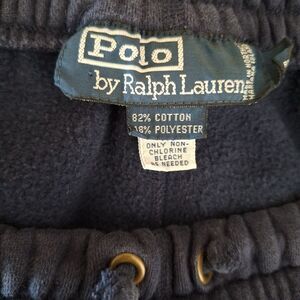 Polo
by Ralph Lauren
82% COTTON
18% POLYESTER
ONLY NON-
CHLORINE
BLEACH
AS NEEDED